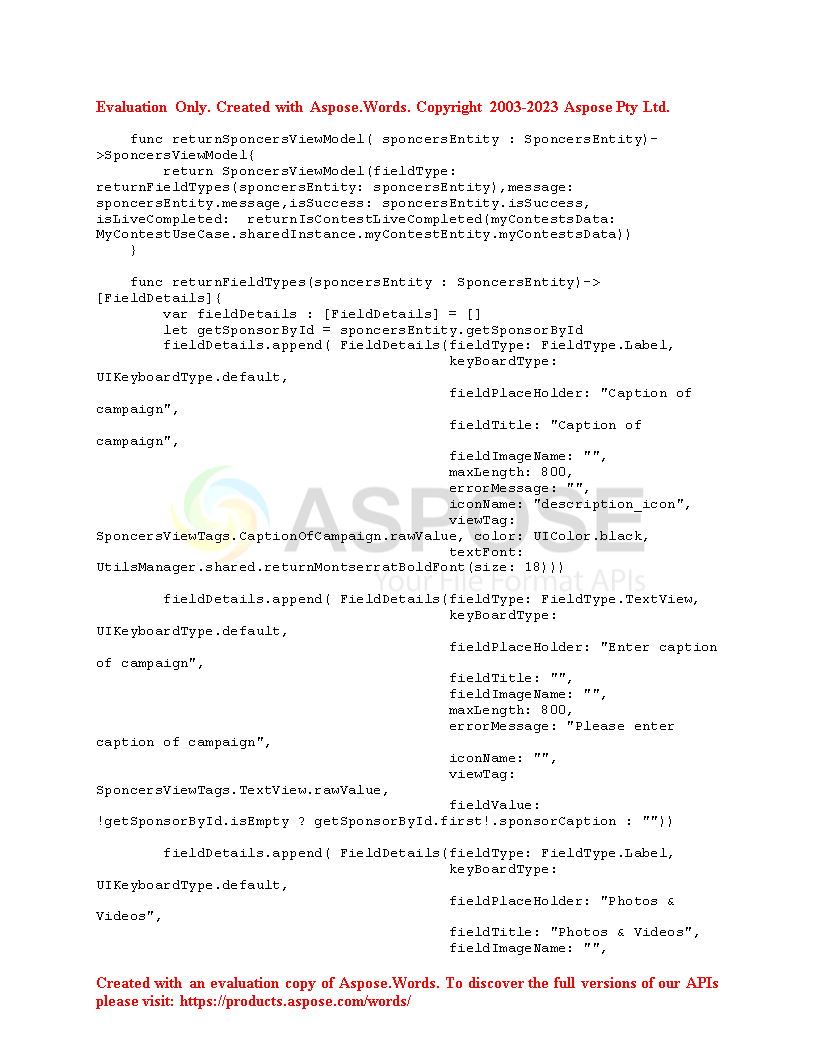 Evaluation Only. Created with Aspose.Words. Copyright 2003-2023 Aspose Pty Ltd.
func returnSponcersViewModel( sponcersEntity : SponcersEntity)-
>SponcersViewModel{
return SponcersViewModel(fieldType:
returnFieldTypes(sponcersEntity: sponcersEntity),message:
sponcersEntity.message,isSuccess: sponcersEntity.isSuccess,
isLiveCompleted: returnIsContestLiveCompleted(myContestsData:
MyContestUseCase.sharedInstance.myContestEntity.myContestsData))
}
func returnFieldTypes(sponcersEntity : SponcersEntity)->
[FieldDetails]{
var fieldDetails : [FieldDetails] = []
let getSponsorById = sponcersEntity.getSponsorById
fieldDetails.append( FieldDetails(fieldType: FieldType.Label,
keyBoardType:
UIKeyboardType.default,
fieldPlaceHolder: "Caption of
campaign",
fieldTitle: "Caption of
campaign",
fieldImageName: "",
maxLength: 800,
errorMessage: "",
iconName: "description_icon",
viewTag:
SponcersViewTags.CaptionOfCampaign.rawValue, color: UIColor.black,
textFont:
UtilsManager.shared.returnMontserratBoldFont(size: 18)))
ASPOSE
Your File Format APIs
fieldDetails.append( FieldDetails(fieldType: FieldType.TextView,
keyBoardType:
UIKeyboardType.default,
fieldPlaceHolder: "Enter caption
of campaign",
fieldTitle: "",
fieldImageName: "",
maxLength: 800,
errorMessage: "Please enter
caption of campaign",
iconName: "",
viewTag:
SponcersViewTags.TextView.rawValue,
fieldValue:
!getSponsorById.isEmpty ? getSponsorById.first!.sponsorCaption : ""))
fieldDetails.append( FieldDetails(fieldType: FieldType.Label,
keyBoardType:
UIKeyboardType.default,
fieldPlaceHolder: "Photos &
Videos",
fieldTitle: "Photos & Videos",
fieldImageName: "",
Created with an evaluation copy of Aspose.Words. To discover the full versions of our APIs
please visit: https://products.aspose.com/words/